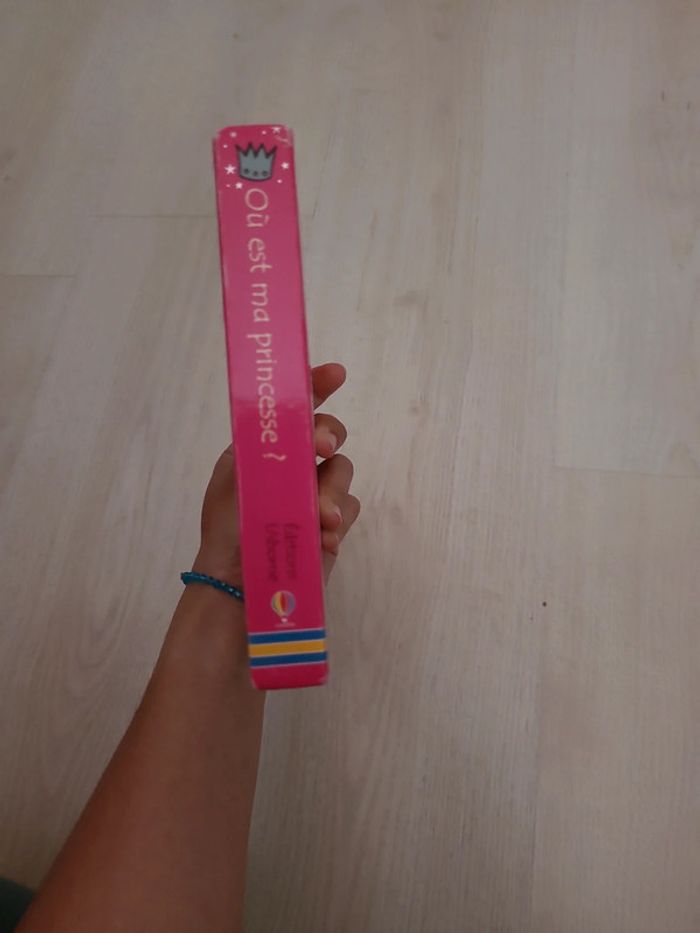 Où est ma princesse ?
Éditions
Usborne